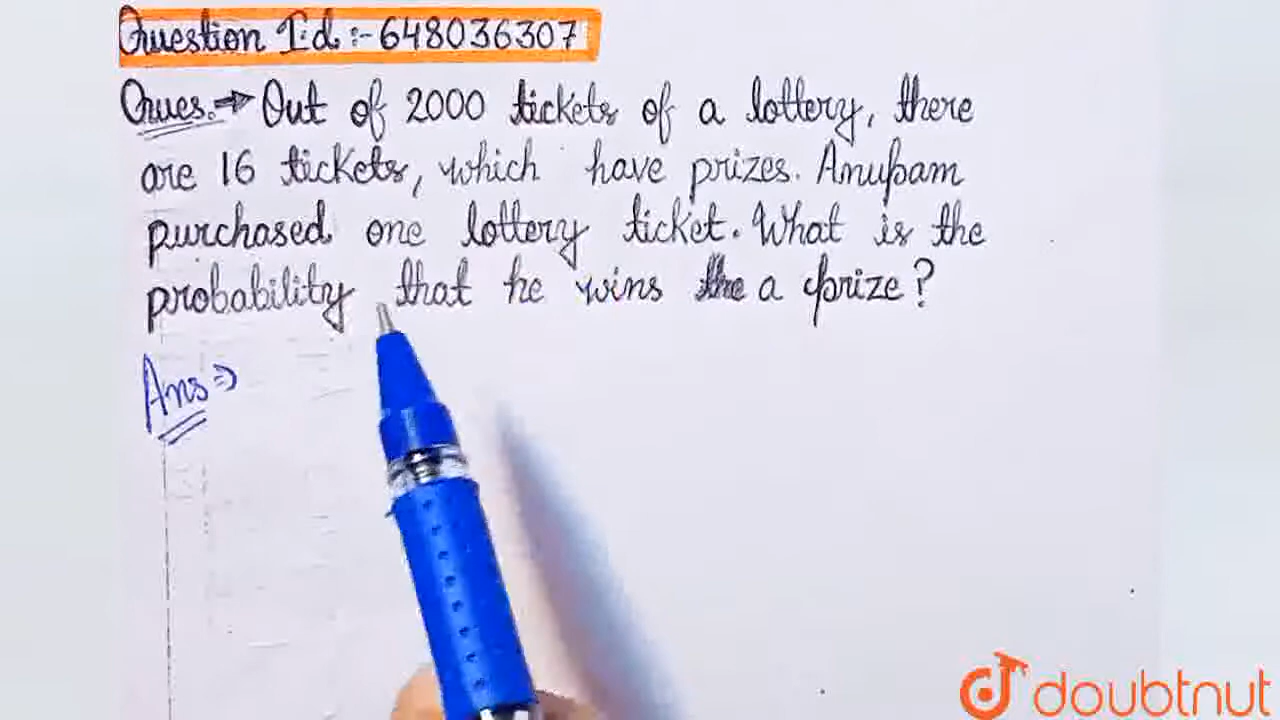 Question Id :- 648036307
Ques. → Out of 2000 tickets of a lottery, there
are 16 tickets, which have prizes. Anupam
purchased one lottery ticket. What is the
probability that he wins the a prize?
Ans ⇒
doubtnut